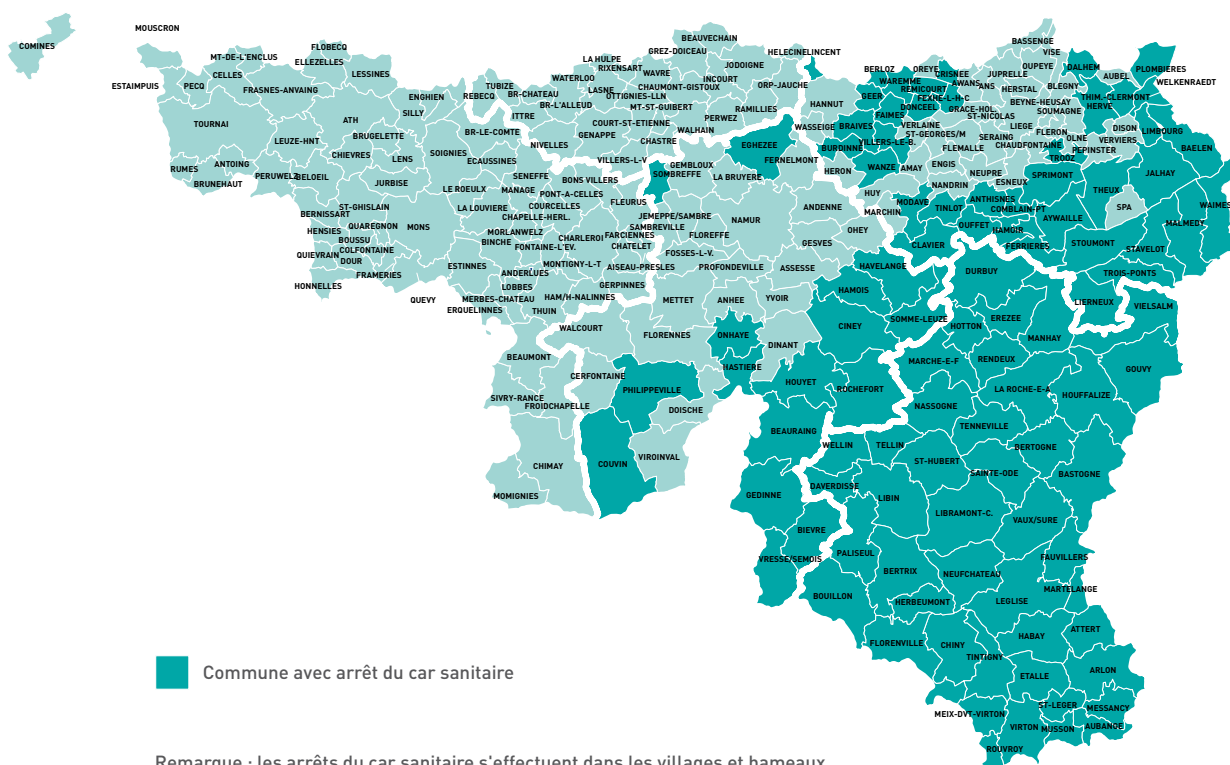 COMINES
MOUSCRON
MT-DE-L'ENCLUS
FLOBECQ
ELLEZELLES
LESSINES
ESTAIMPUIS
PECQ
CELLES
FRASNES-ANVAING
ENGHIEN
SILLY
TOURNAI
ATH
LEUZE-HNT
BRUGELETTE
CHIEVRES
LENS
RUMES
ANTOING
BRUNEHAUT
PERUWELZ
BELOEIL
JURBISE
SOIGNIES
ECAUSSINES
BR-LE-COMTE
REBECQ
TUBIZE
BR-CHATEAU
ITTRE
NIVELLES
WATERLOO
LA HULPE
RIXENSART
LASNE
BR-L'ALLEUD
OTTIGNIES-LLN
COURT-ST-ETIENNE
GENAPPE
GREZ-DOICEAU
BEAUVECHAIN
WAVRE
CHAUMONT-GISTOUX
MT-ST-GUIBERT
INCOURT
JODOIGNE
HELECINE
LINCENT
ORP-JAUCHE
RAMILLIES
PERWEZ
WALHAIN
CHASTRE
VILLERS-L-V
ST-GHISLAIN
BERNISSART
HENSIES
QUAREGNON
BOUSSU
COLFONTAINE
QUIEVRAIN
DOUR
FRAMERIES
HONNELLES
MONS
QUEVY
LE ROEULX
LA LOUVIERE
MANAGE
SENEFFE
BONS VILLERS
PONT-A-CELLES
COURCELLES
CHAPELLE-HERL.
MORLANWELZ
BINCHE
FONTAINE-L'EV.
CHARLEROI
FLEURUS
FARCIENNES
CHATELET
AISEAU-PRESLES
MONTIGNY-L-T
ANDERLUES
ESTINNES
LOBBES
MERBES-CHATEAU
ERQUELINNES
THUIN
HAM/H-NALINNES
GERPINNES
WALCOURT
BEAUMONT
CERFONTAINE
SIVRY-RANCE
FROIDCHAPELLE
CHIMAY
MOMIGNIES
COUVIN
VIROINVAL
PHILIPPEVILLE
DOISCHE
FLORENNES
METTET
ANHEE
YVOIR
ONHAYE
HASTIERE
DINANT
SOMBREFFE
GEMBLOUX
LA BRUYERE
EGHEZEE
FERNELMONT
JEMEPPE/SAMBRE
SAMBREVILLE
FLOREFFE
NAMUR
FOSSES-L-V.
PROFONDEVILLE
ASSESSE
GESVES
ANDENNE
OHEY
HAVELANGE
HAMOIS
CINEY
SOMME-LEUZE
HOUYET
ROCHEFORT
BEAURAING
GEDINNE
BIEVRE
VRESSE/SEMOIS
HANNUT
WASSEIGE
BURDINNE
HERON
BRAIVES
BERLOZ
WAREMME
GEER
OREYE
CRISNEE
REMICOURT
FEXHE-L-H-C
DONCEEL
FAIMES
VERLAINE
VILLERS-LE-B.
ST-GEORGES/M
WANZE
AMAY
HUY
MARCHIN
MODAVE
ENGIS
FLEMALLE
NANDRIN
TINLOT
CLAVIER
AWANS
ANS
GRACE-HOL.
ST-NICOLAS
JUPRELLE
BASSENGE
OUPEYE
VISE
HERSTAL
BEYNE-HEUSAY
LIEGE
SERAING
FLERON
CHAUDFONTAINE
NEUPRE
ESNEUX
SOUMAGNE
BLEGNY
DALHEM
AUBEL
PLOMBIERES
WELKENRAEDT
THIM.-CLERMONT
HERVE
DISON
VERVIERS
OLNE
PEPINSTER
TROOZ
LIMBOURG
BAELEN
SPRIMONT
THEUX
JALHAY
SPA
WAIMES
MALMEDY
ANTHISNES
COMBLAIN-PT
OUFFET
HAMOIR
FERRIERES
AYWAILLE
STOUMONT
STAVELOT
TROIS-PONTS
LIERNEUX
DURBUY
VIELSALM
HOTTON
EREZEE
MANHAY
MARCHE-E-F
RENDEUX
GOUVY
LA ROCHE-E-A
HOUFFALIZE
NASSOGNE
TENNEVILLE
BERTOGNE
WELLIN
TELLIN
ST-HUBERT
SAINTE-ODE
BASTOGNE
DAVERDISSE
LIBIN
LIBRAMONT-C.
VAUX/SURE
PALISEUL
BERTRIX
FAUVILLERS
NEUFCHATEAU
MARTELANGE
BOUILLON
HERBEUMONT
LEGLISE
FLORENVILLE
CHINY
TINTIGNY
HABAY
ATTERT
ETALLE
ARLON
MEIX-DVT-VIRTON
ST-LEGER
MESSANCY
VIRTON
MUSSON
AUBANGE
ROUVROY
Commune avec arrêt du car sanitaire
Remarque : les arrêts du car sanitaire s'effectuent dans les villages et hameaux